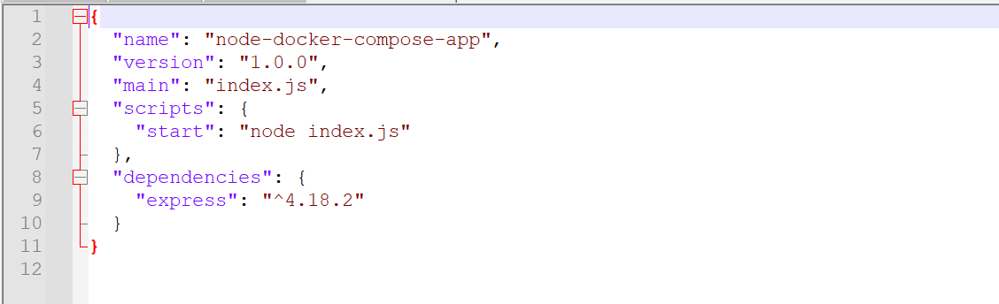 1 {
2   "name": "node-docker-compose-app",
3   "version": "1.0.0",
4   "main": "index.js",
5   "scripts": {
6     "start": "node index.js"
7   },
8   "dependencies": {
9     "express": "^4.18.2"
10   }
11 }
12